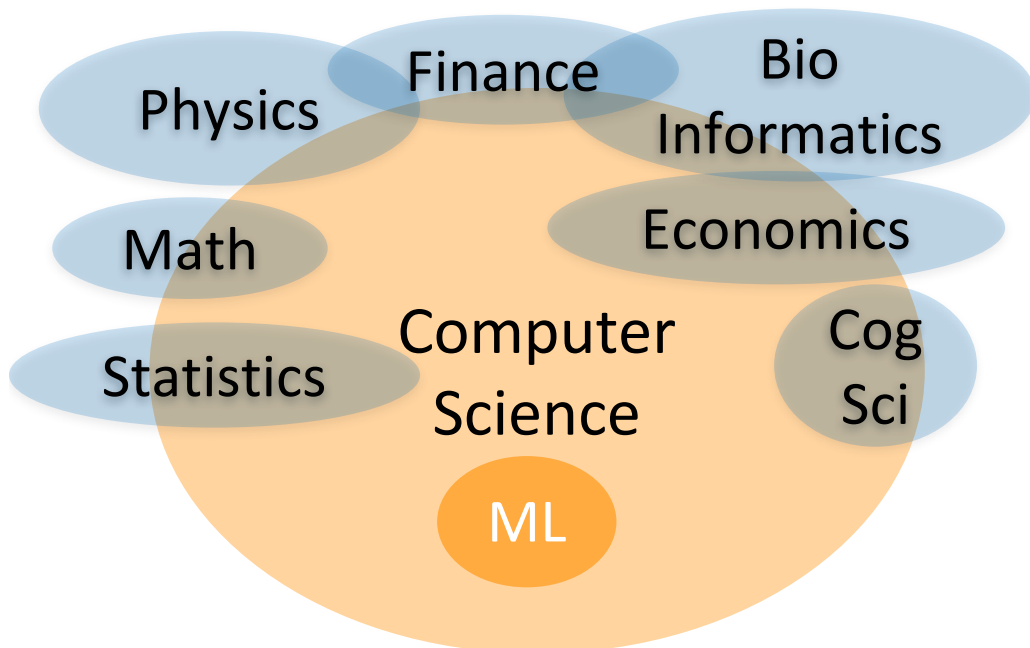 Physics
Finance
Bio
Informatics
Math
Economics
Statistics
Computer
Science
Cog
Sci
ML